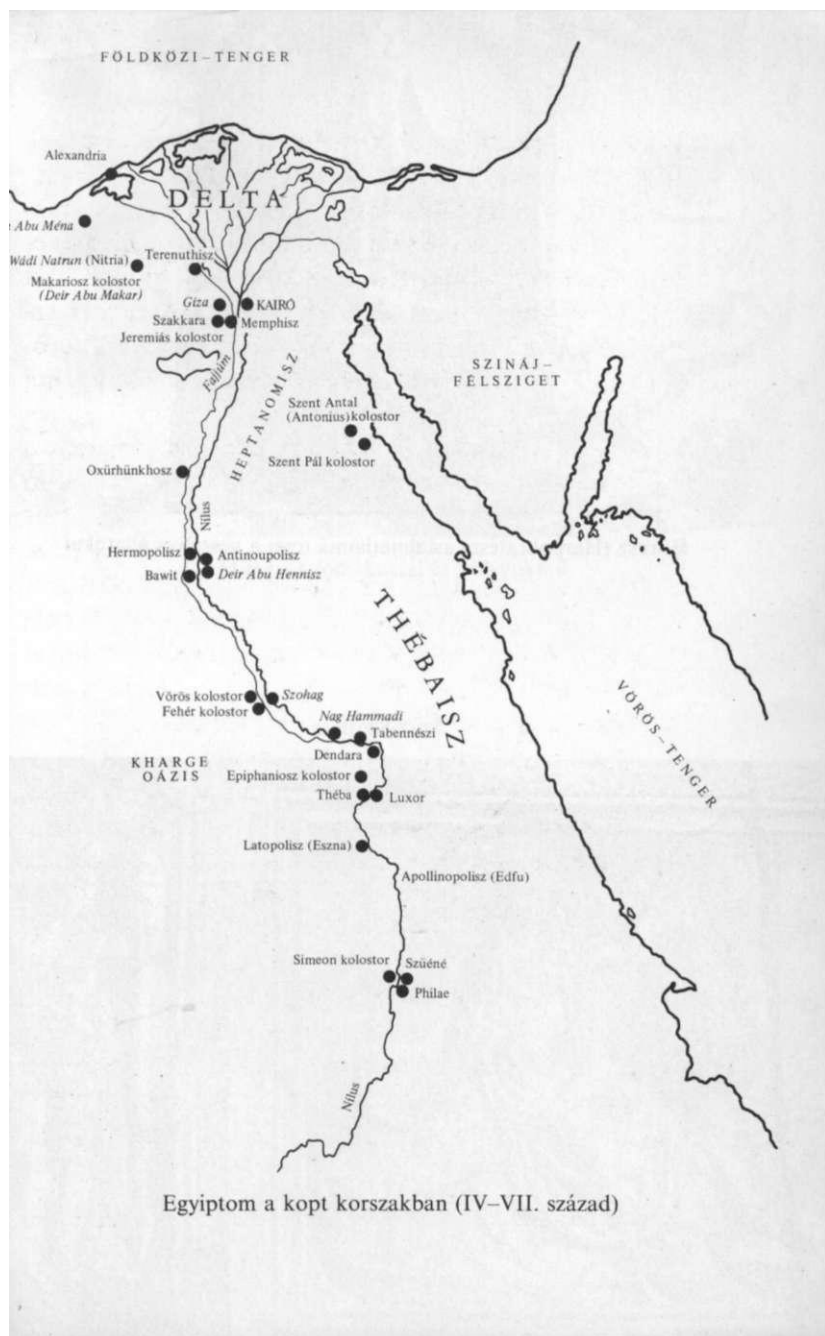 FÖLDKÖZI–TENGER
Alexandria
DELTA
Abu Ména
Wádi Natrun (Nitria)
Terenuthisz
Makariosz kolostor
(Deir Abu Makar)
Giza
KAIRÓ
Szakkara
Memphisz
Jeremiás kolostor
Fajjúm
HEPTANOMISZ
SZINÁJ–
FÉLSZIGET
Szent Antal
(Antonius) kolostor
Szent Pál kolostor
Oxürhünkhosz
Nílus
Hermopolisz
Antinoupolisz
Bawit
Deir Abu Hennisz
THÉBAISZ
VÖRÖS–TENGER
Vörös kolostor
Szohag
Fehér kolostor
Nag Hammadi
Tabennészi
KHARGE
OÁZIS
Dendara
Epiphaniosz kolostor
Théba
Luxor
Latopolisz (Eszna)
Apollinopolisz (Edfu)
Simeon kolostor
Szüéné
Philae
Nílus
Egyiptom a kopt korszakban (IV–VII. század)